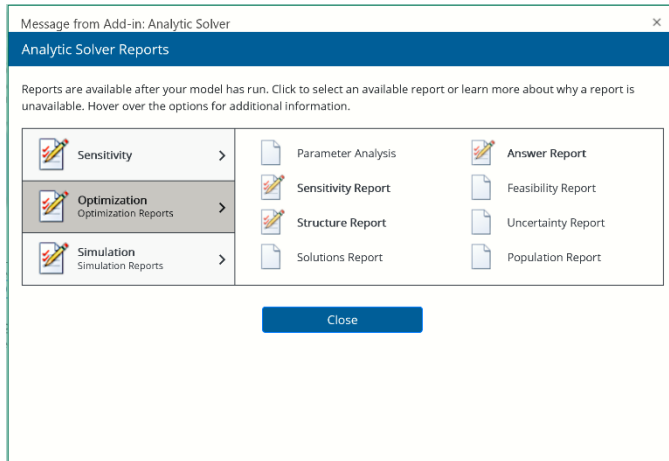 Message from Add-in: Analytic Solver
Analytic Solver Reports
Reports are available after your model has run. Click to select an available report or learn more about why a report is
unavailable. Hover over the options for additional information.
Sensitivity
Optimization
Optimization Reports
Simulation
Simulation Reports
Parameter Analysis
Answer Report
Sensitivity Report
Feasibility Report
Structure Report
Uncertainty Report
Solutions Report
Population Report
Close